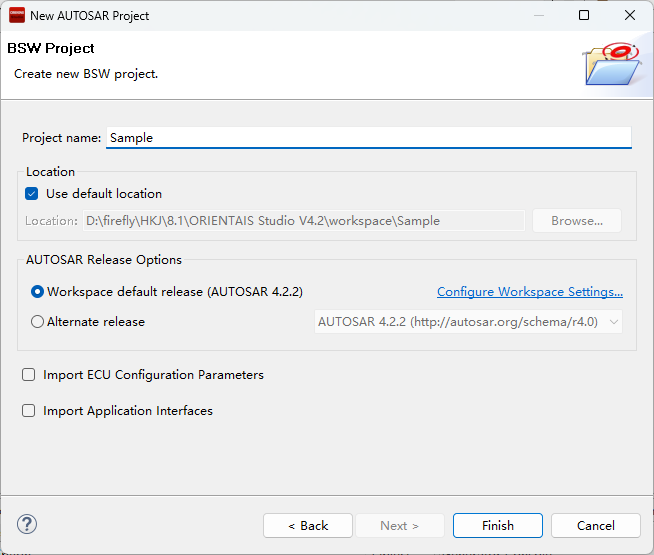 New AUTOSAR Project
BSW Project
Create new BSW project.
Project name: Sample
Location
Use default location
Location: D:\firefly\HKJ\8.1\ORIENTAIS Studio V4.2\workspace\Sample Browse...
AUTOSAR Release Options
Workspace default release (AUTOSAR 4.2.2) Configure Workspace Settings...
Alternate release AUTOSAR 4.2.2 (http://autosar.org/schema/r4.0)
Import ECU Configuration Parameters
Import Application Interfaces
? < Back Next > Finish Cancel